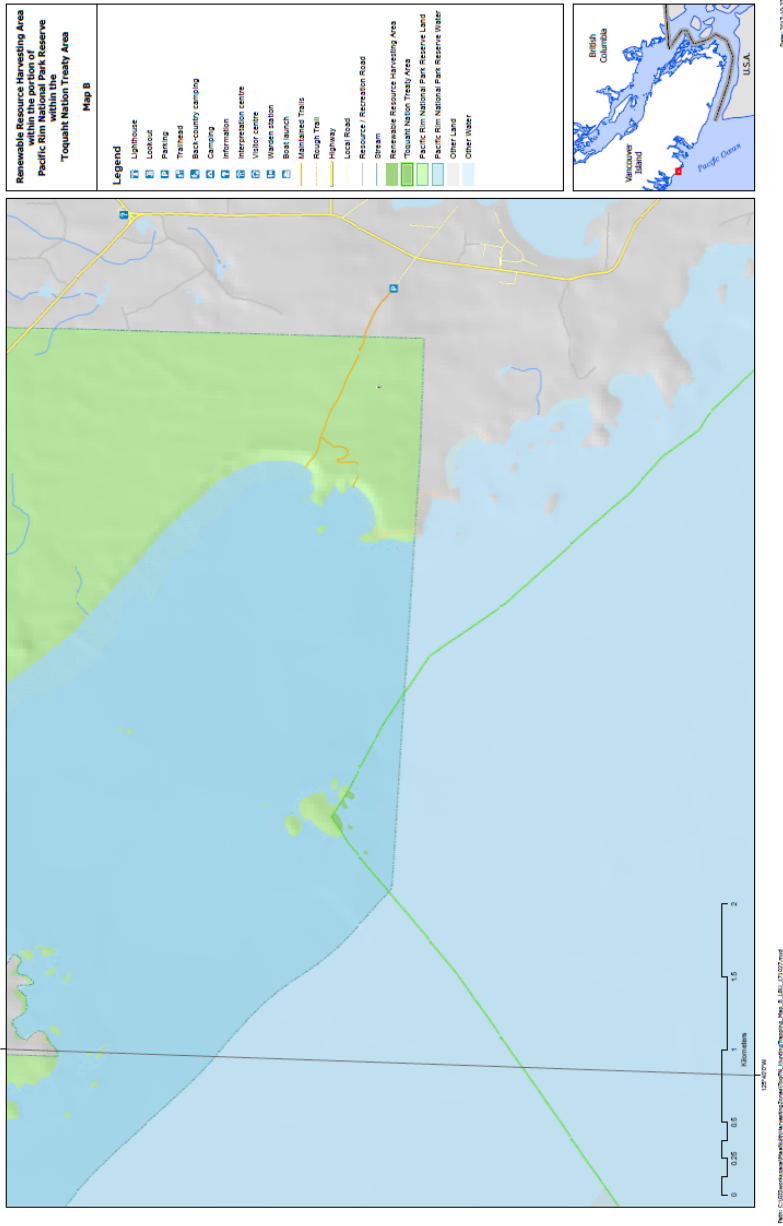 Renewable Resource Harvesting Area
within the portion of
Pacific Rim National Park Reserve
within the
Toquaht Nation Treaty Area
Map B
Legend
Lighthouse
Lookout
Parking
Trailhead
Back-country camping
Camping
Information
Interpretation centre
Visitor centre
Warden station
Boat launch
Maintained Trails
Rough Trail
Highway
Local Road
Resource / Recreation Road
Stream
Renewable Resource Harvesting Area
Toquaht Nation Treaty Area
Pacific Rim National Park Reserve Land
Pacific Rim National Park Reserve Water
Other Land
Other Water
British
Columbia
Vancouver
Island
Pacific Ocean
U.S.A.
?
P
0
0.25
0.5
1
1.5
2
Kilometers
125°40'0"W